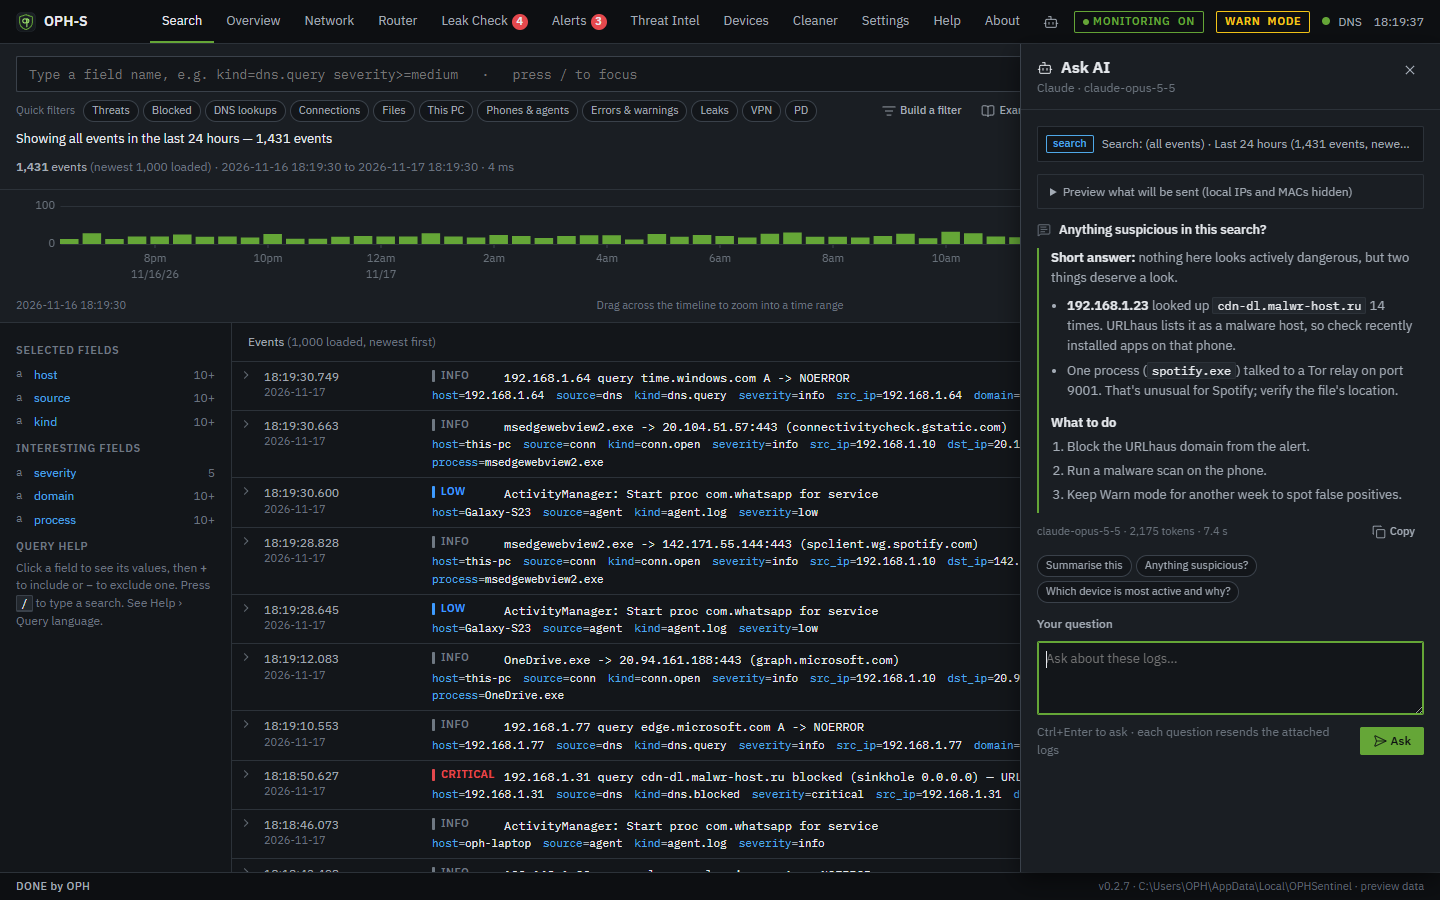 OPH-S
Search Overview Network Router Leak Check 4 Alerts 3 Threat Intel Devices Cleaner Settings Help About
MONITORING ON WARN MODE DNS 18:19:37
Type a field name, e.g. kind=dns.query severity>=medium · press / to focus
Quick filters Threats Blocked DNS lookups Connections Files This PC Phones & agents Errors & warnings Leaks VPN PD Build a filter Exar
Showing all events in the last 24 hours — 1,431 events
1,431 events (newest 1,000 loaded) · 2026-11-16 18:19:30 to 2026-11-17 18:19:30 · 4 ms
100
0
8pm 10pm 12am 2am 4am 6am 8am 10am
11/16/26 11/17
2026-11-16 18:19:30 Drag across the timeline to zoom into a time range
SELECTED FIELDS
a host 10+
a source 10+
a kind 10+
INTERESTING FIELDS
a severity 5
a domain 10+
a process 10+
QUERY HELP
Click a field to see its values, then +
to include or – to exclude one. Press
/ to type a search. See Help ›
Query language.
Events (1,000 loaded, newest first)
18:19:30.749 INFO 192.168.1.64 query time.windows.com A -> NOERROR
2026-11-17 host=192.168.1.64 source=dns kind=dns.query severity=info src_ip=192.168.1.64 domain=
18:19:30.663 INFO msedgewebview2.exe -> 20.104.51.57:443 (connectivitycheck.gstatic.com)
2026-11-17 host=this-pc source=conn kind=conn.open severity=info src_ip=192.168.1.10 dst_ip=20.1
process=msedgewebview2.exe
18:19:30.600 LOW ActivityManager: Start proc com.whatsapp for service
2026-11-17 host=Galaxy-S23 source=agent kind=agent.log severity=low
18:19:28.828 INFO msedgewebview2.exe -> 142.171.55.144:443 (spclient.wg.spotify.com)
2026-11-17 host=this-pc source=conn kind=conn.open severity=info src_ip=192.168.1.10 dst_ip=142.
process=msedgewebview2.exe
18:19:28.645 LOW ActivityManager: Start proc com.whatsapp for service
2026-11-17 host=Galaxy-S23 source=agent kind=agent.log severity=low
18:19:12.083 INFO OneDrive.exe -> 20.94.161.188:443 (graph.microsoft.com)
2026-11-17 host=this-pc source=conn kind=conn.open severity=info src_ip=192.168.1.10 dst_ip=20.9
process=OneDrive.exe
18:19:10.553 INFO 192.168.1.77 query edge.microsoft.com A -> NOERROR
2026-11-17 host=192.168.1.77 source=dns kind=dns.query severity=info src_ip=192.168.1.77 domain=
18:18:50.627 CRITICAL 192.168.1.31 query cdn-dl.malwr-host.ru blocked (sinkhole 0.0.0.0) — URL
2026-11-17 host=192.168.1.31 source=dns kind=dns.blocked severity=critical src_ip=192.168.1.31 d
18:18:46.073 INFO ActivityManager: Start proc com.whatsapp for service
2026-11-17 host=oph-laptop source=agent kind=agent.log severity=info
Ask AI
Claude · claude-opus-5-5
search Search: (all events) · Last 24 hours (1,431 events, newe...
Preview what will be sent (local IPs and MACs hidden)
Anything suspicious in this search?
Short answer: nothing here looks actively dangerous, but two
things deserve a look.
• 192.168.1.23 looked up cdn-dl.malwr-host.ru 14
times. URLhaus lists it as a malware host, so check recently
installed apps on that phone.
• One process (spotify.exe) talked to a Tor relay on port
9001. That's unusual for Spotify; verify the file's location.
What to do
1. Block the URLhaus domain from the alert.
2. Run a malware scan on the phone.
3. Keep Warn mode for another week to spot false positives.
claude-opus-5-5 · 2,175 tokens · 7.4 s Copy
Summarise this Anything suspicious?
Which device is most active and why?
Your question
Ask about these logs...
Ctrl+Enter to ask · each question resends the attached
logs
Ask
DONE by OPH v0.2.7 · C:\Users\OPH\AppData\Local\OPHSentinel · preview data